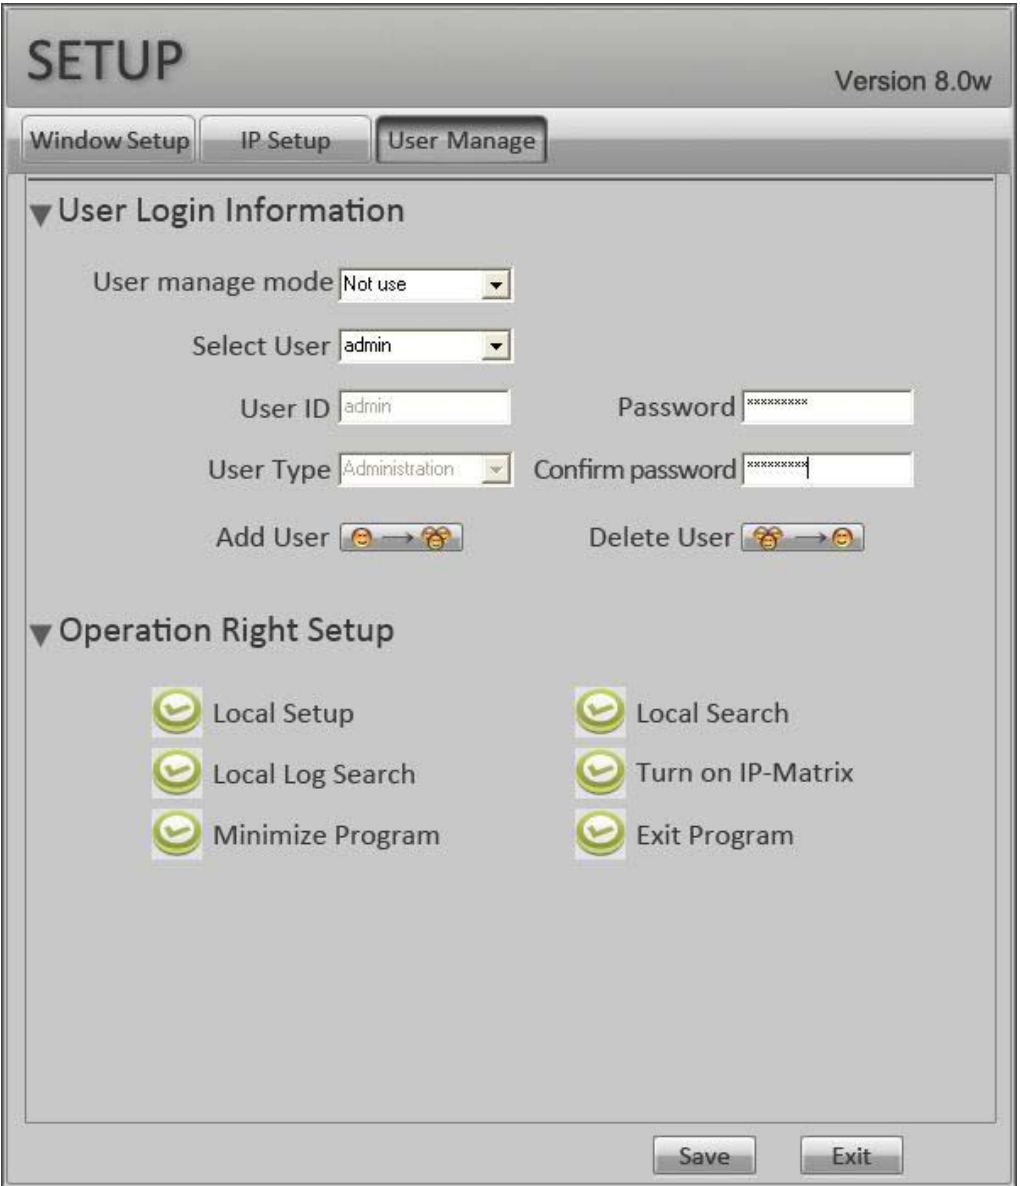 SETUP
Version 8.0w
Window Setup IP Setup User Manage
User Login Information
User manage mode Not use
Select User admin
User ID admin Password ×××××××××
User Type Administration Confirm password ×××××××××
Add User Delete User
Operation Right Setup
Local Setup Local Search
Local Log Search Turn on IP-Matrix
Minimize Program Exit Program
Save Exit